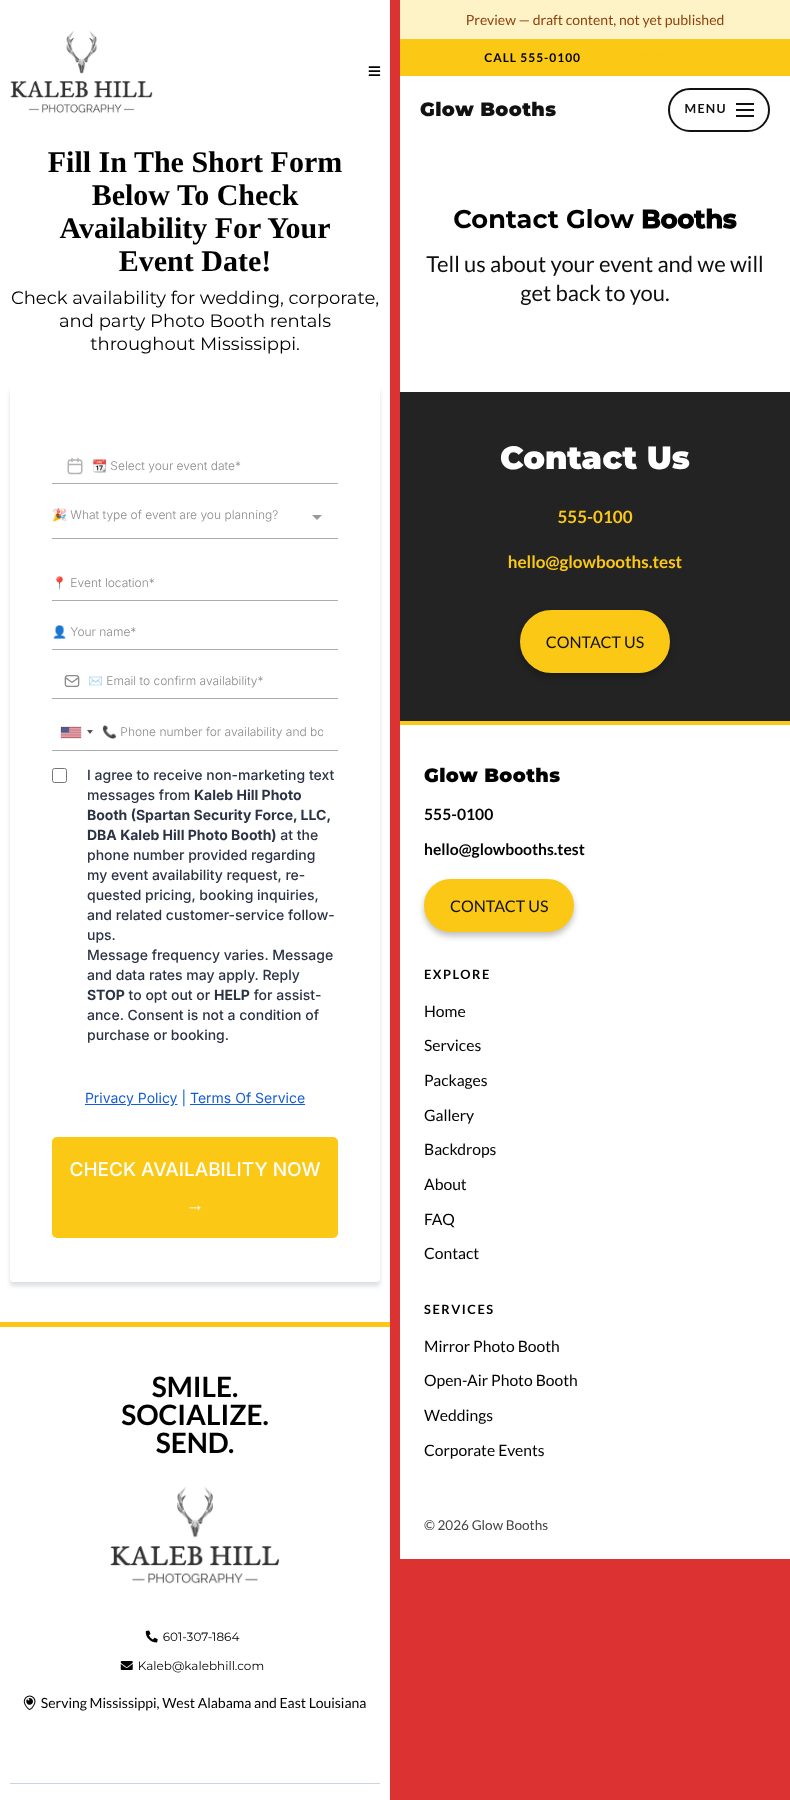 KALEB HILL
PHOTOGRAPHY
Fill In The Short Form
Below To Check
Availability For Your
Event Date!
Check availability for wedding, corporate,
and party Photo Booth rentals
throughout Mississippi.
📆 Select your event date*
🎉 What type of event are you planning?
📍 Event location*
👤 Your name*
✉️ Email to confirm availability*
📞 Phone number for availability and bo
I agree to receive non-marketing text
messages from Kaleb Hill Photo
Booth (Spartan Security Force, LLC,
DBA Kaleb Hill Photo Booth) at the
phone number provided regarding
my event availability request, re-
quested pricing, booking inquiries,
and related customer-service follow-
ups.
Message frequency varies. Message
and data rates may apply. Reply
STOP to opt out or HELP for assist-
ance. Consent is not a condition of
purchase or booking.
Privacy Policy | Terms Of Service
CHECK AVAILABILITY NOW
→
SMILE.
SOCIALIZE.
SEND.
KALEB HILL
PHOTOGRAPHY
601-307-1864
Kaleb@kalebhill.com
Serving Mississippi, West Alabama and East Louisiana
Preview — draft content, not yet published
CALL 555-0100
Glow Booths
MENU
Contact Glow Booths
Tell us about your event and we will
get back to you.
Contact Us
555-0100
hello@glowbooths.test
CONTACT US
Glow Booths
555-0100
hello@glowbooths.test
CONTACT US
EXPLORE
Home
Services
Packages
Gallery
Backdrops
About
FAQ
Contact
SERVICES
Mirror Photo Booth
Open-Air Photo Booth
Weddings
Corporate Events
© 2026 Glow Booths